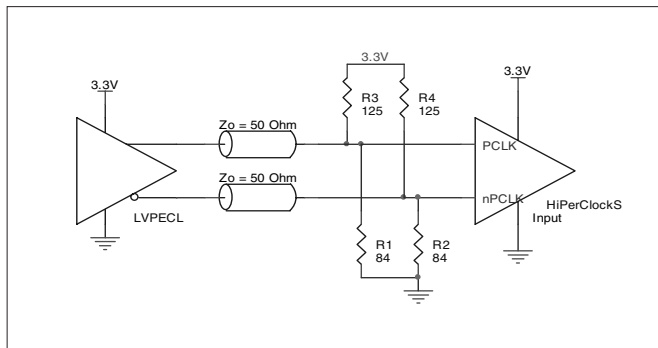 3.3V
3.3V
3.3V
R3
125
R4
125
Zo = 50 Ohm
PCLK
Zo = 50 Ohm
nPCLK
HiPerClockS
Input
LVPECL
R1
84
R2
84